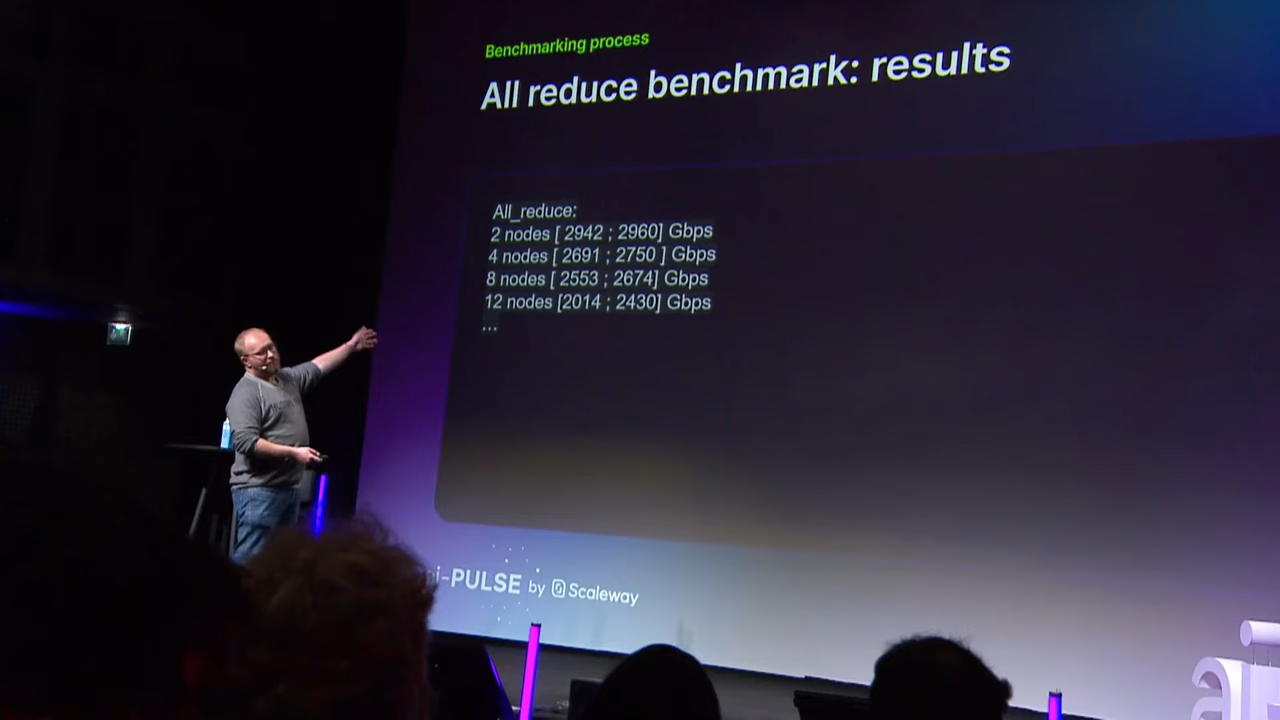 Benchmarking process
All reduce benchmark: results
All_reduce:
2 nodes [ 2942 ; 2960] Gbps
4 nodes [ 2691 ; 2750 ] Gbps
8 nodes [ 2553 ; 2674] Gbps
12 nodes [2014 ; 2430] Gbps
...
ai-PULSE by Scaleway